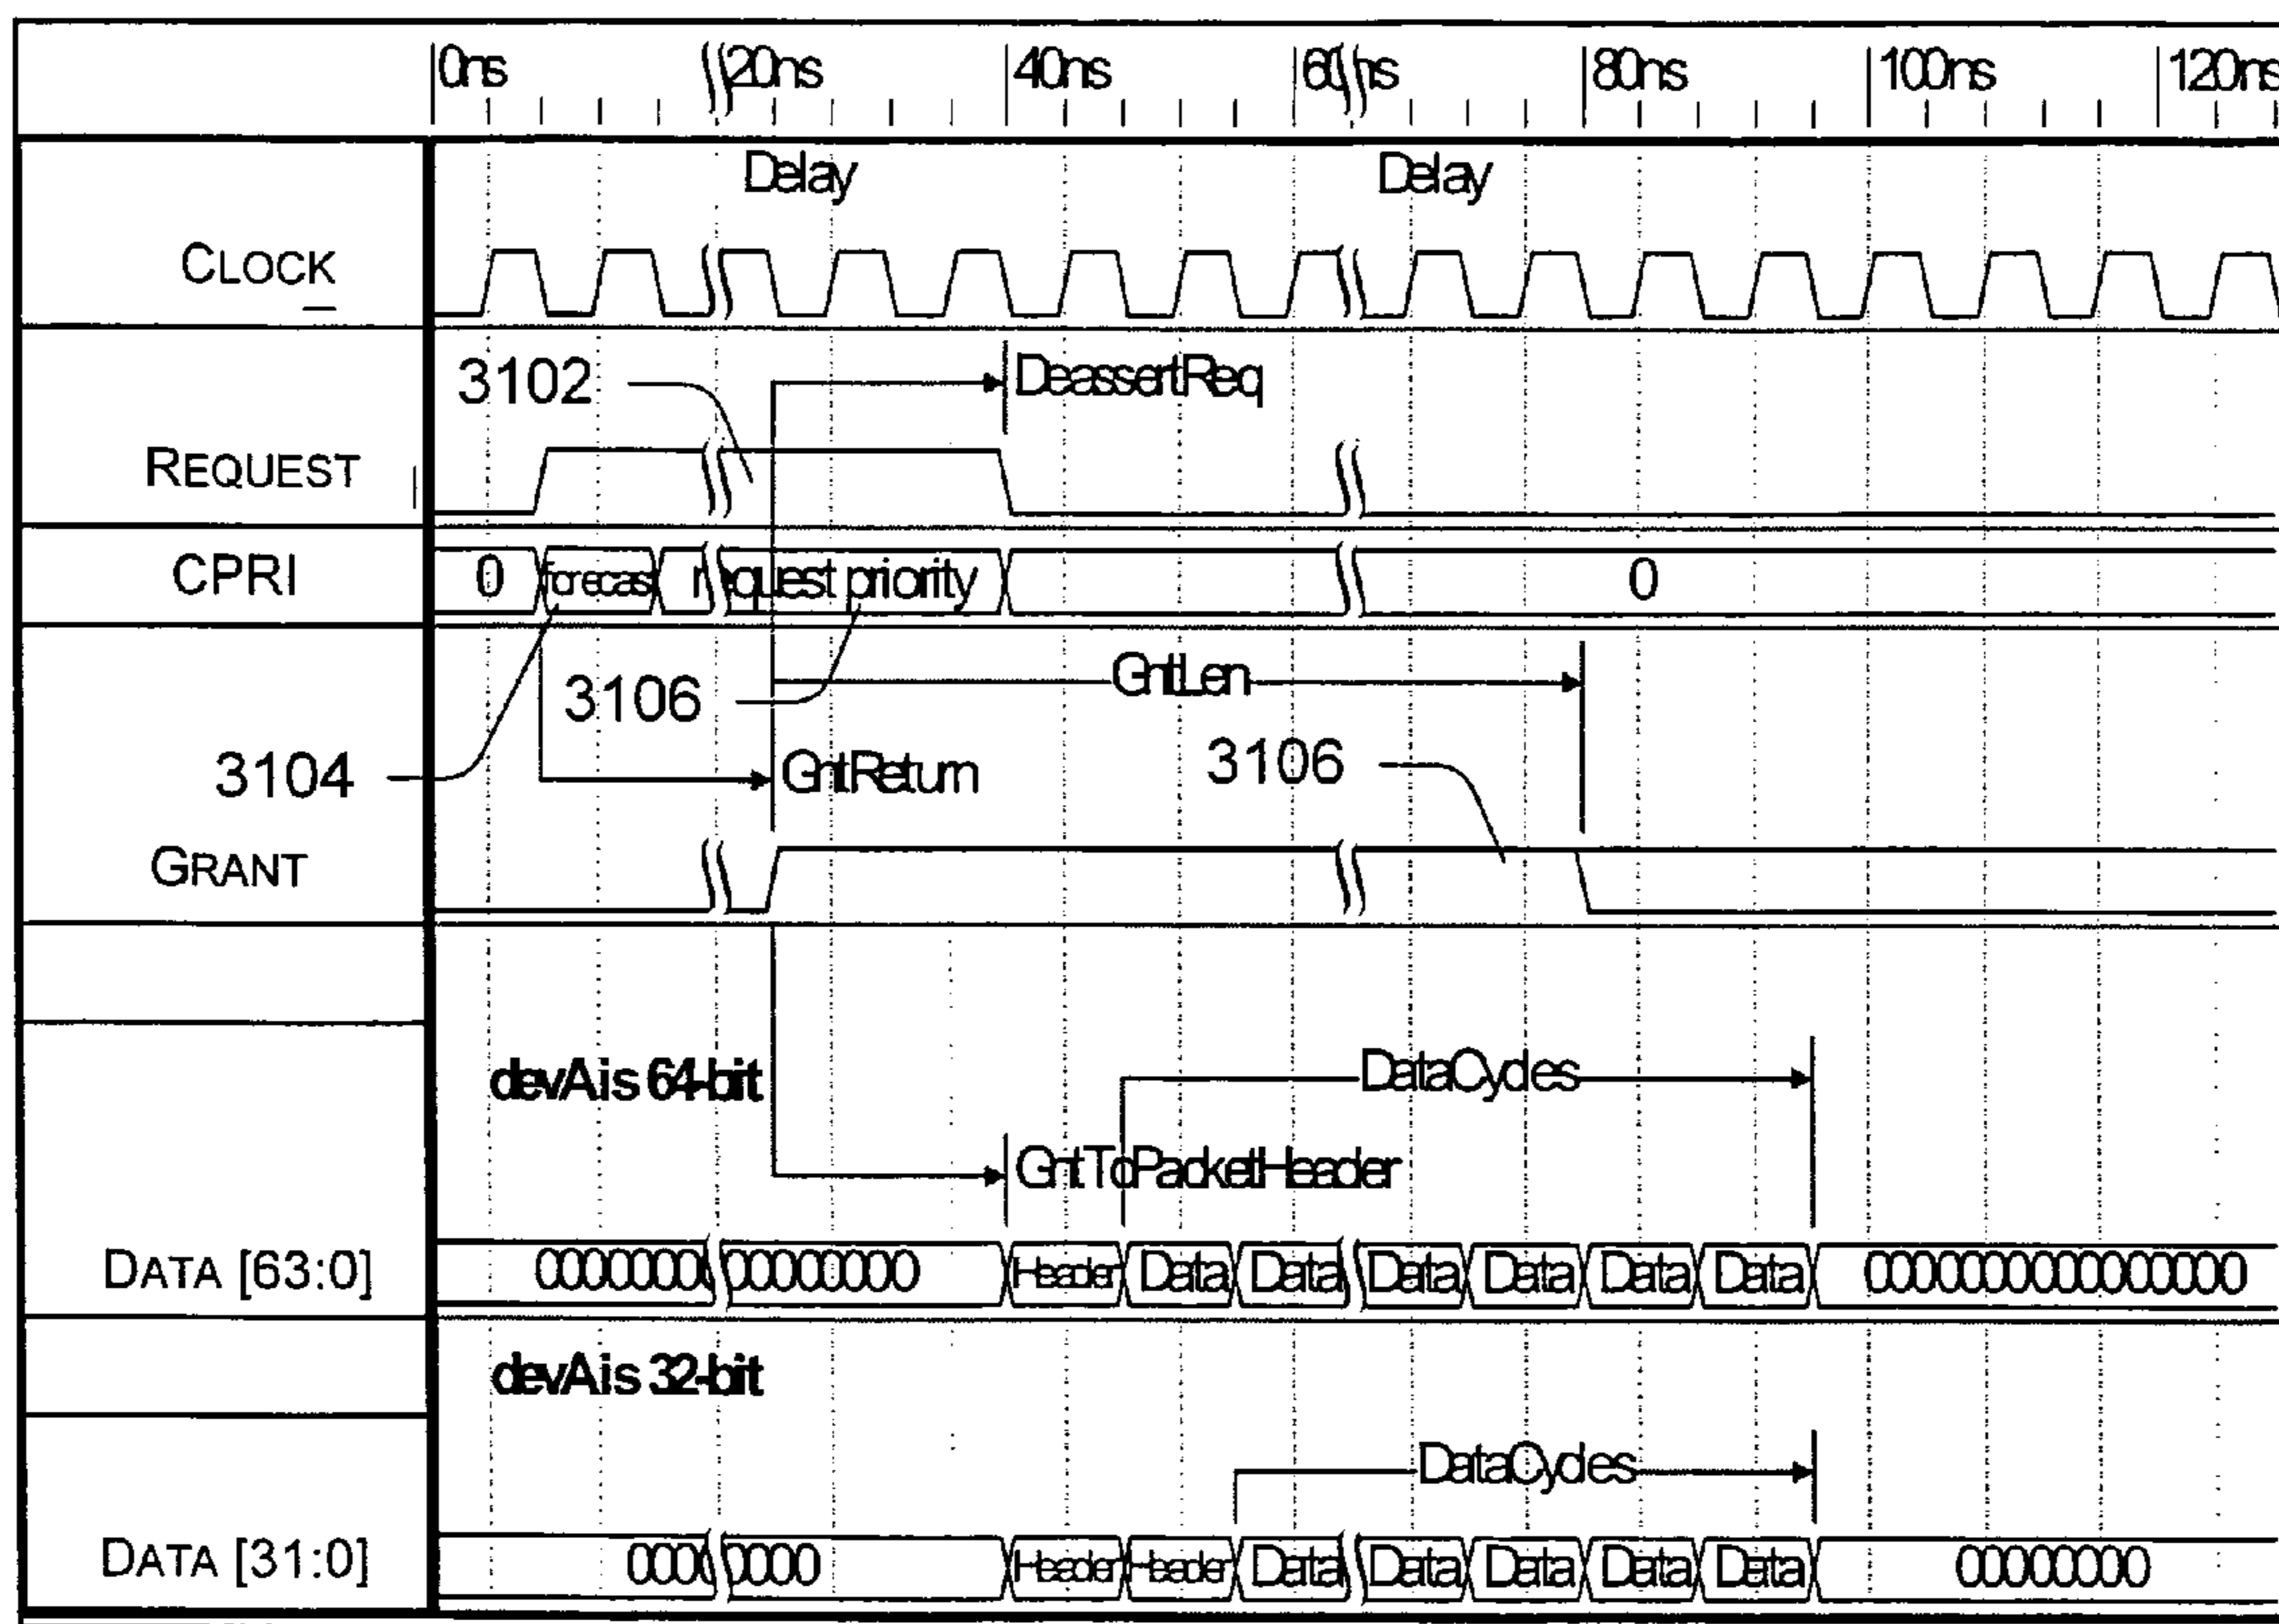 0ns 20ns 40ns 60ns 80ns 100ns 120ns
Delay Delay
CLOCK
3102 DeassertReq
REQUEST
CPRI 0 forecast request priority 0
3106 GntLen
3104 GntReturn 3106
GRANT
devA is 64-bit DataCycles
GntToPacketHeader
DATA [63:0] 0000000000000000 Header Data Data Data Data Data Data 0000000000000000
devA is 32-bit
DataCycles
DATA [31:0] 00000000 Header Header Data Data Data Data Data 00000000